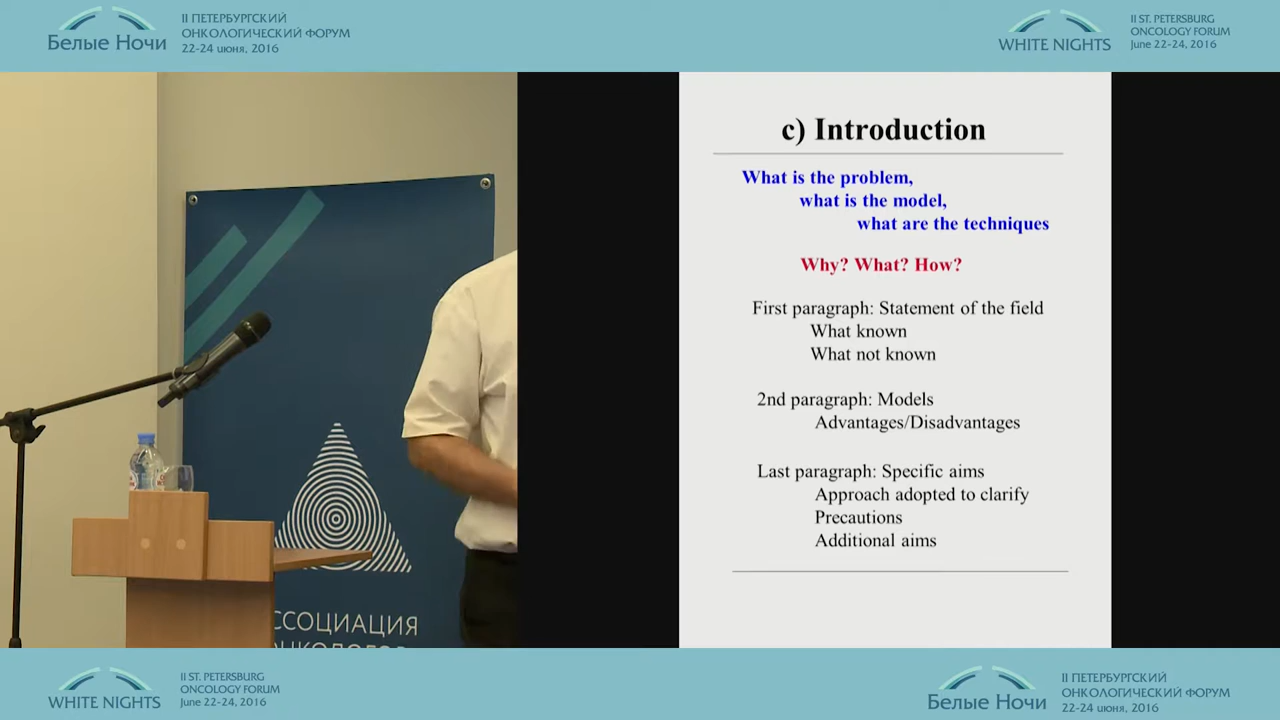 II ПЕТЕРБУРГСКИЙ
ОНКОЛОГИЧЕСКИЙ ФОРУМ
22-24 июня, 2016
Белые Ночи
II ST. PETERSBURG
ONCOLOGY FORUM
June 22-24, 2016
WHITE NIGHTS
c) Introduction
What is the problem,
what is the model,
what are the techniques
Why? What? How?
First paragraph: Statement of the field
What known
What not known
2nd paragraph: Models
Advantages/Disadvantages
Last paragraph: Specific aims
Approach adopted to clarify
Precautions
Additional aims
ССОЦИАЦИЯ
II ST. PETERSBURG
ONCOLOGY FORUM
June 22-24, 2016
WHITE NIGHTS
II ПЕТЕРБУРГСКИЙ
ОНКОЛОГИЧЕСКИЙ ФОРУМ
22-24 июня, 2016
Белые Ночи